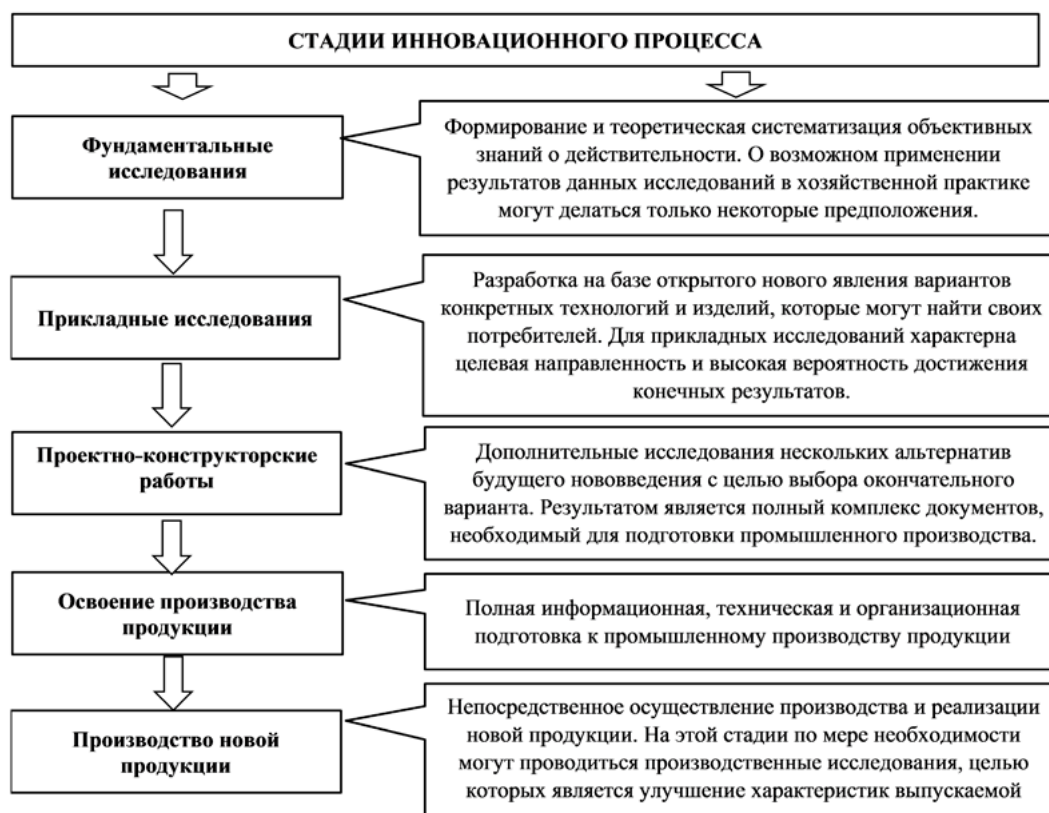 СТАДИИ ИННОВАЦИОННОГО ПРОЦЕССА
Фундаментальные
исследования
Формирование и теоретическая систематизация объективных
знаний о действительности. О возможном применении
результатов данных исследований в хозяйственной практике
могут делаться только некоторые предположения.
Прикладные исследования
Разработка на базе открытого нового явления вариантов
конкретных технологий и изделий, которые могут найти своих
потребителей. Для прикладных исследований характерна
целевая направленность и высокая вероятность достижения
конечных результатов.
Проектно-конструкторские
работы
Дополнительные исследования нескольких альтернатив
будущего нововведения с целью выбора окончательного
варианта. Результатом является полный комплекс документов,
необходимый для подготовки промышленного производства.
Освоение производства
продукции
Полная информационная, техническая и организационная
подготовка к промышленному производству продукции
Производство новой
продукции
Непосредственное осуществление производства и реализации
новой продукции. На этой стадии по мере необходимости
могут проводиться производственные исследования, целью
которых является улучшение характеристик выпускаемой